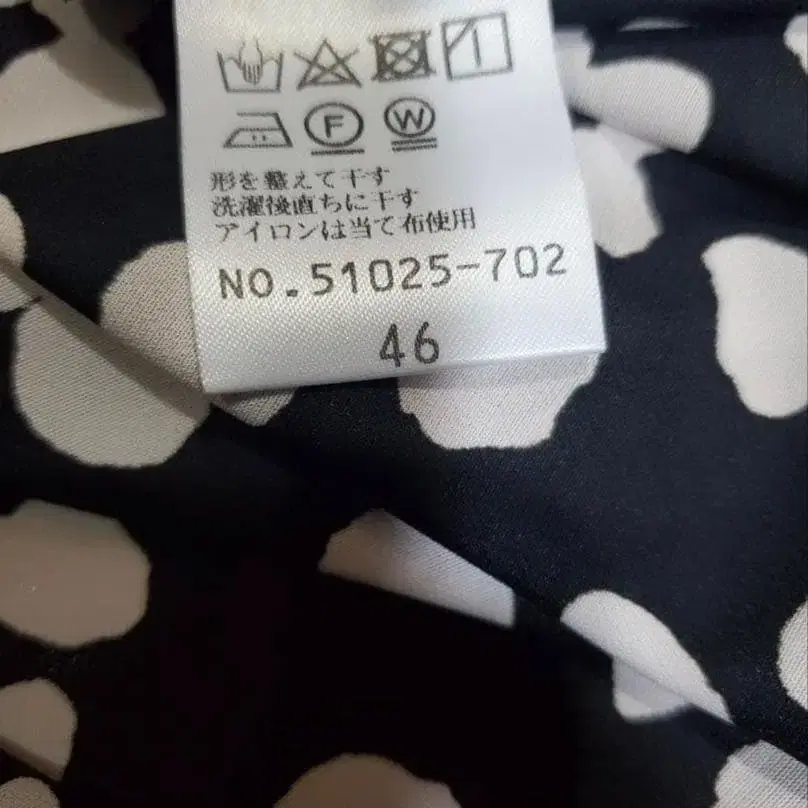 F W
形を整えて干す
洗濯後直ちに干す
アイロンは当て布使用
NO.51025-702
46